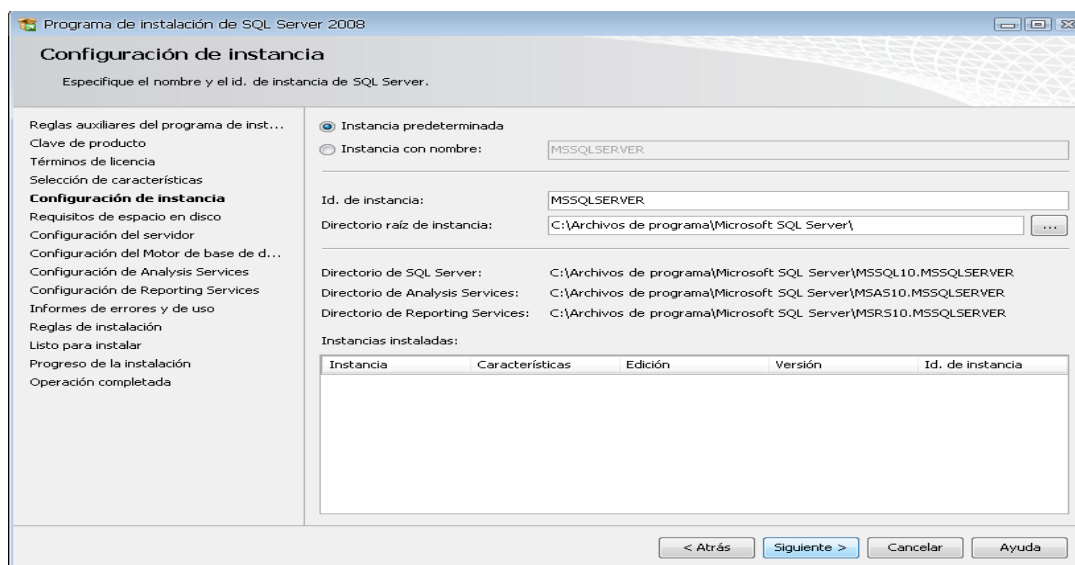 Programa de instalación de SQL Server 2008
Configuración de instancia
Especifique el nombre y el id. de instancia de SQL Server.
Reglas auxiliares del programa de inst...
Clave de producto
Términos de licencia
Selección de características
Configuración de instancia
Requisitos de espacio en disco
Configuración del servidor
Configuración del Motor de base de d...
Configuración de Analysis Services
Configuración de Reporting Services
Informes de errores y de uso
Reglas de instalación
Listo para instalar
Progreso de la instalación
Operación completada
Instancia predeterminada
Instancia con nombre: MSSQLSERVER
Id. de instancia: MSSQLSERVER
Directorio raíz de instancia: C:\Archivos de programa\Microsoft SQL Server\ ...
Directorio de SQL Server: C:\Archivos de programa\Microsoft SQL Server\MSSQL10.MSSQLSERVER
Directorio de Analysis Services: C:\Archivos de programa\Microsoft SQL Server\MSAS10.MSSQLSERVER
Directorio de Reporting Services: C:\Archivos de programa\Microsoft SQL Server\MSRS10.MSSQLSERVER
Instancias instaladas:
Instancia Características Edición Versión Id. de instancia
< Atrás Siguiente > Cancelar Ayuda